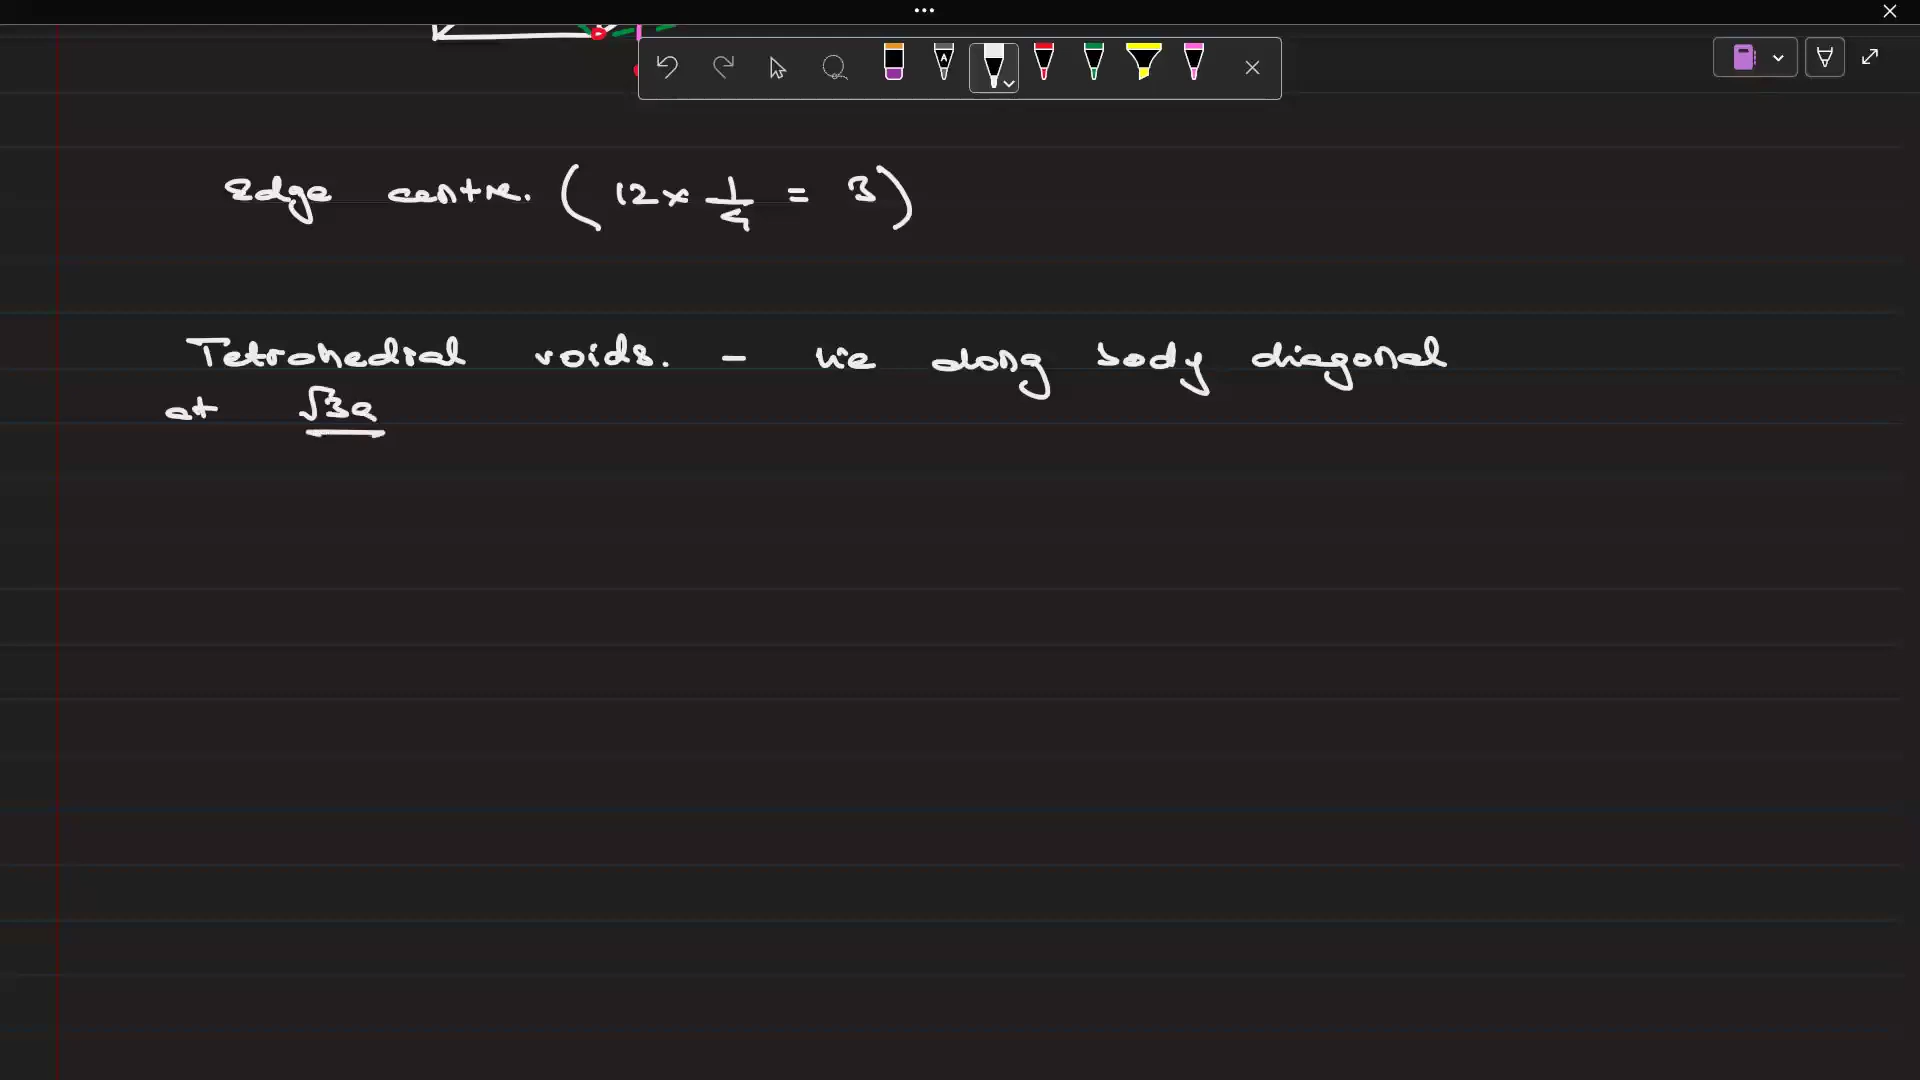 Edge centre. (12 x 1/4 = 3)
Tetrahedral voids. - lie along body diagonal
at √3a